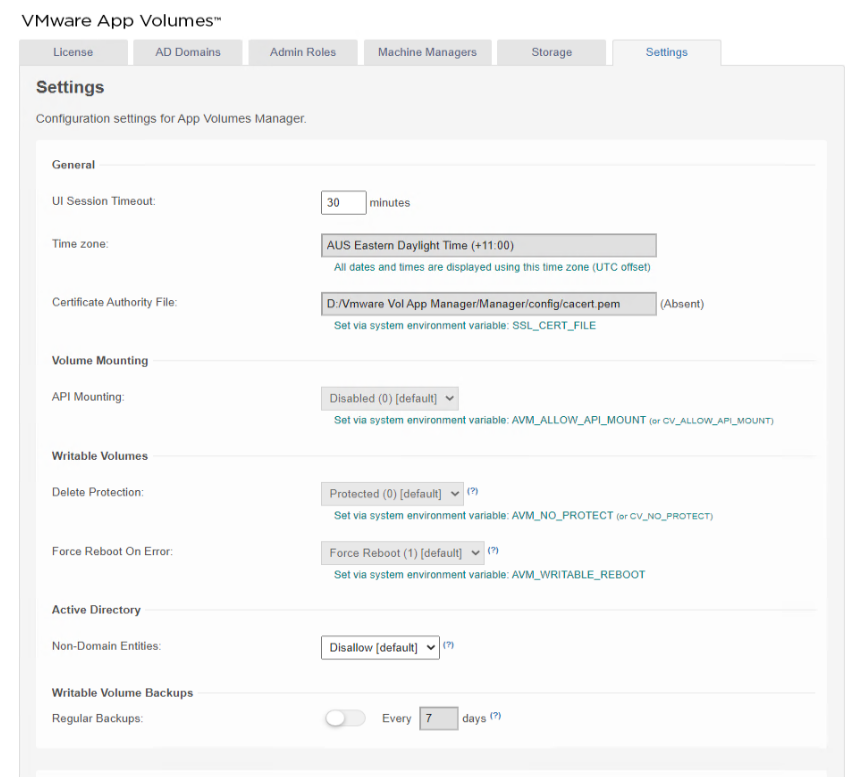 VMware App Volumes™
License AD Domains Admin Roles Machine Managers Storage Settings
Settings
Configuration settings for App Volumes Manager.
General
UI Session Timeout: 30 minutes
Time zone: AUS Eastern Daylight Time (+11:00)
All dates and times are displayed using this time zone (UTC offset)
Certificate Authority File: D:/Vmware Vol App Manager/Manager/config/cacert.pem (Absent)
Set via system environment variable: SSL_CERT_FILE
Volume Mounting
API Mounting: Disabled (0) [default]
Set via system environment variable: AVM_ALLOW_API_MOUNT (or CV_ALLOW_API_MOUNT)
Writable Volumes
Delete Protection: Protected (0) [default] (?)
Set via system environment variable: AVM_NO_PROTECT (or CV_NO_PROTECT)
Force Reboot On Error: Force Reboot (1) [default] (?)
Set via system environment variable: AVM_WRITABLE_REBOOT
Active Directory
Non-Domain Entities: Disallow [default] (?)
Writable Volume Backups
Regular Backups: Every 7 days (?)